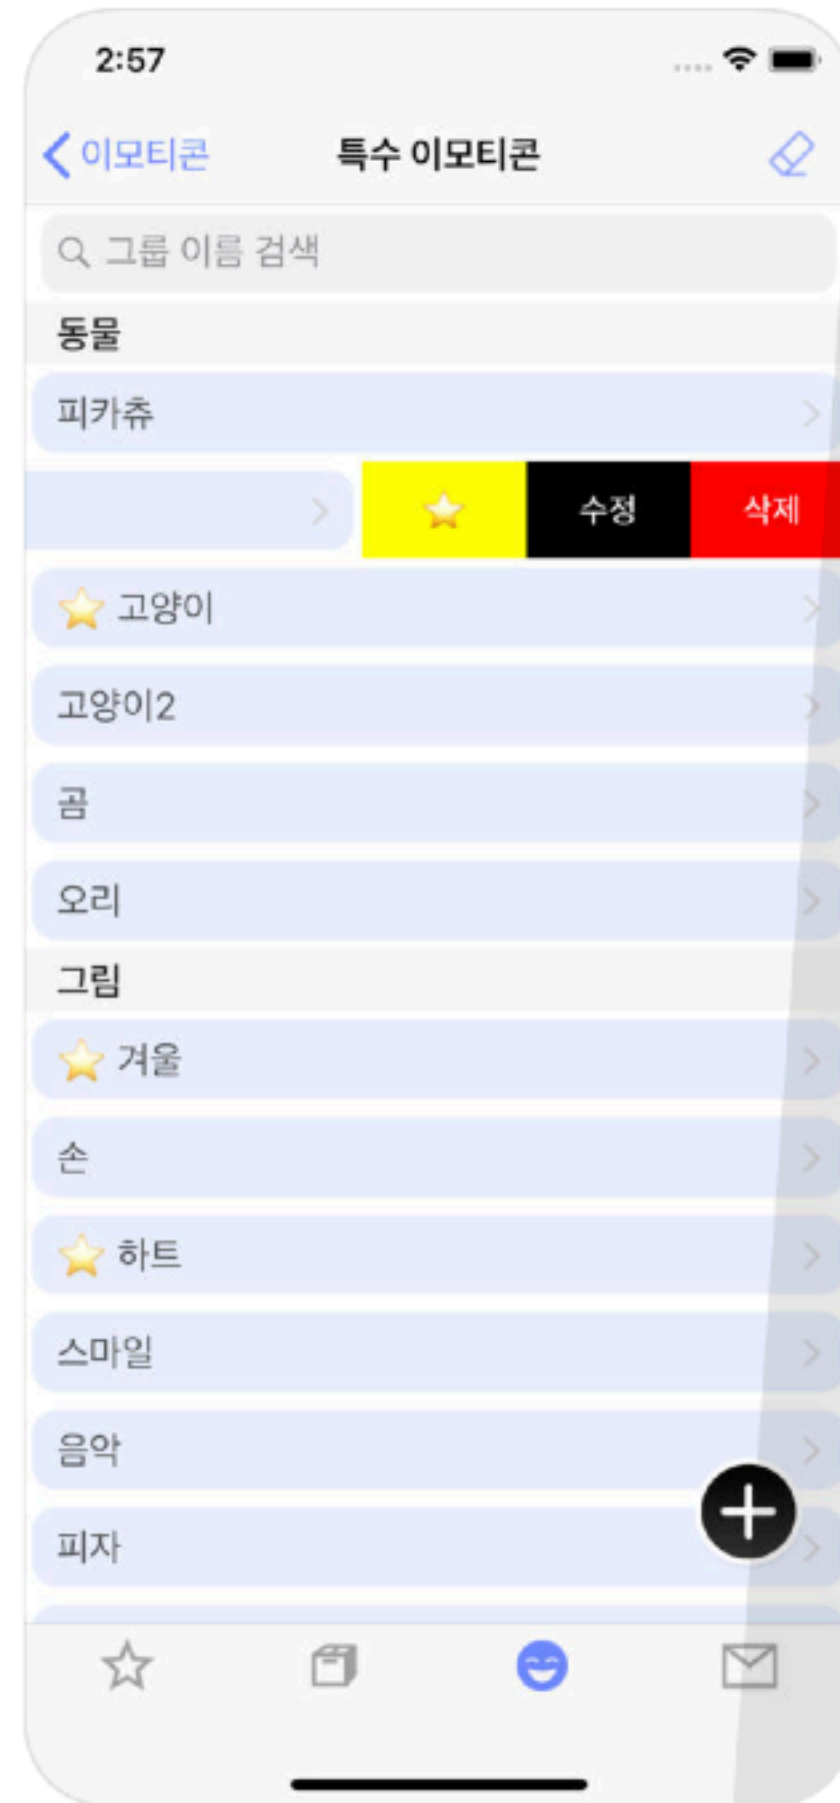 2:57
이모티콘 특수 이모티콘
그룹 이름 검색
동물
피카츄
수정 삭제
고양이
고양이2
곰
오리
그림
겨울
손
하트
스마일
음악
피자